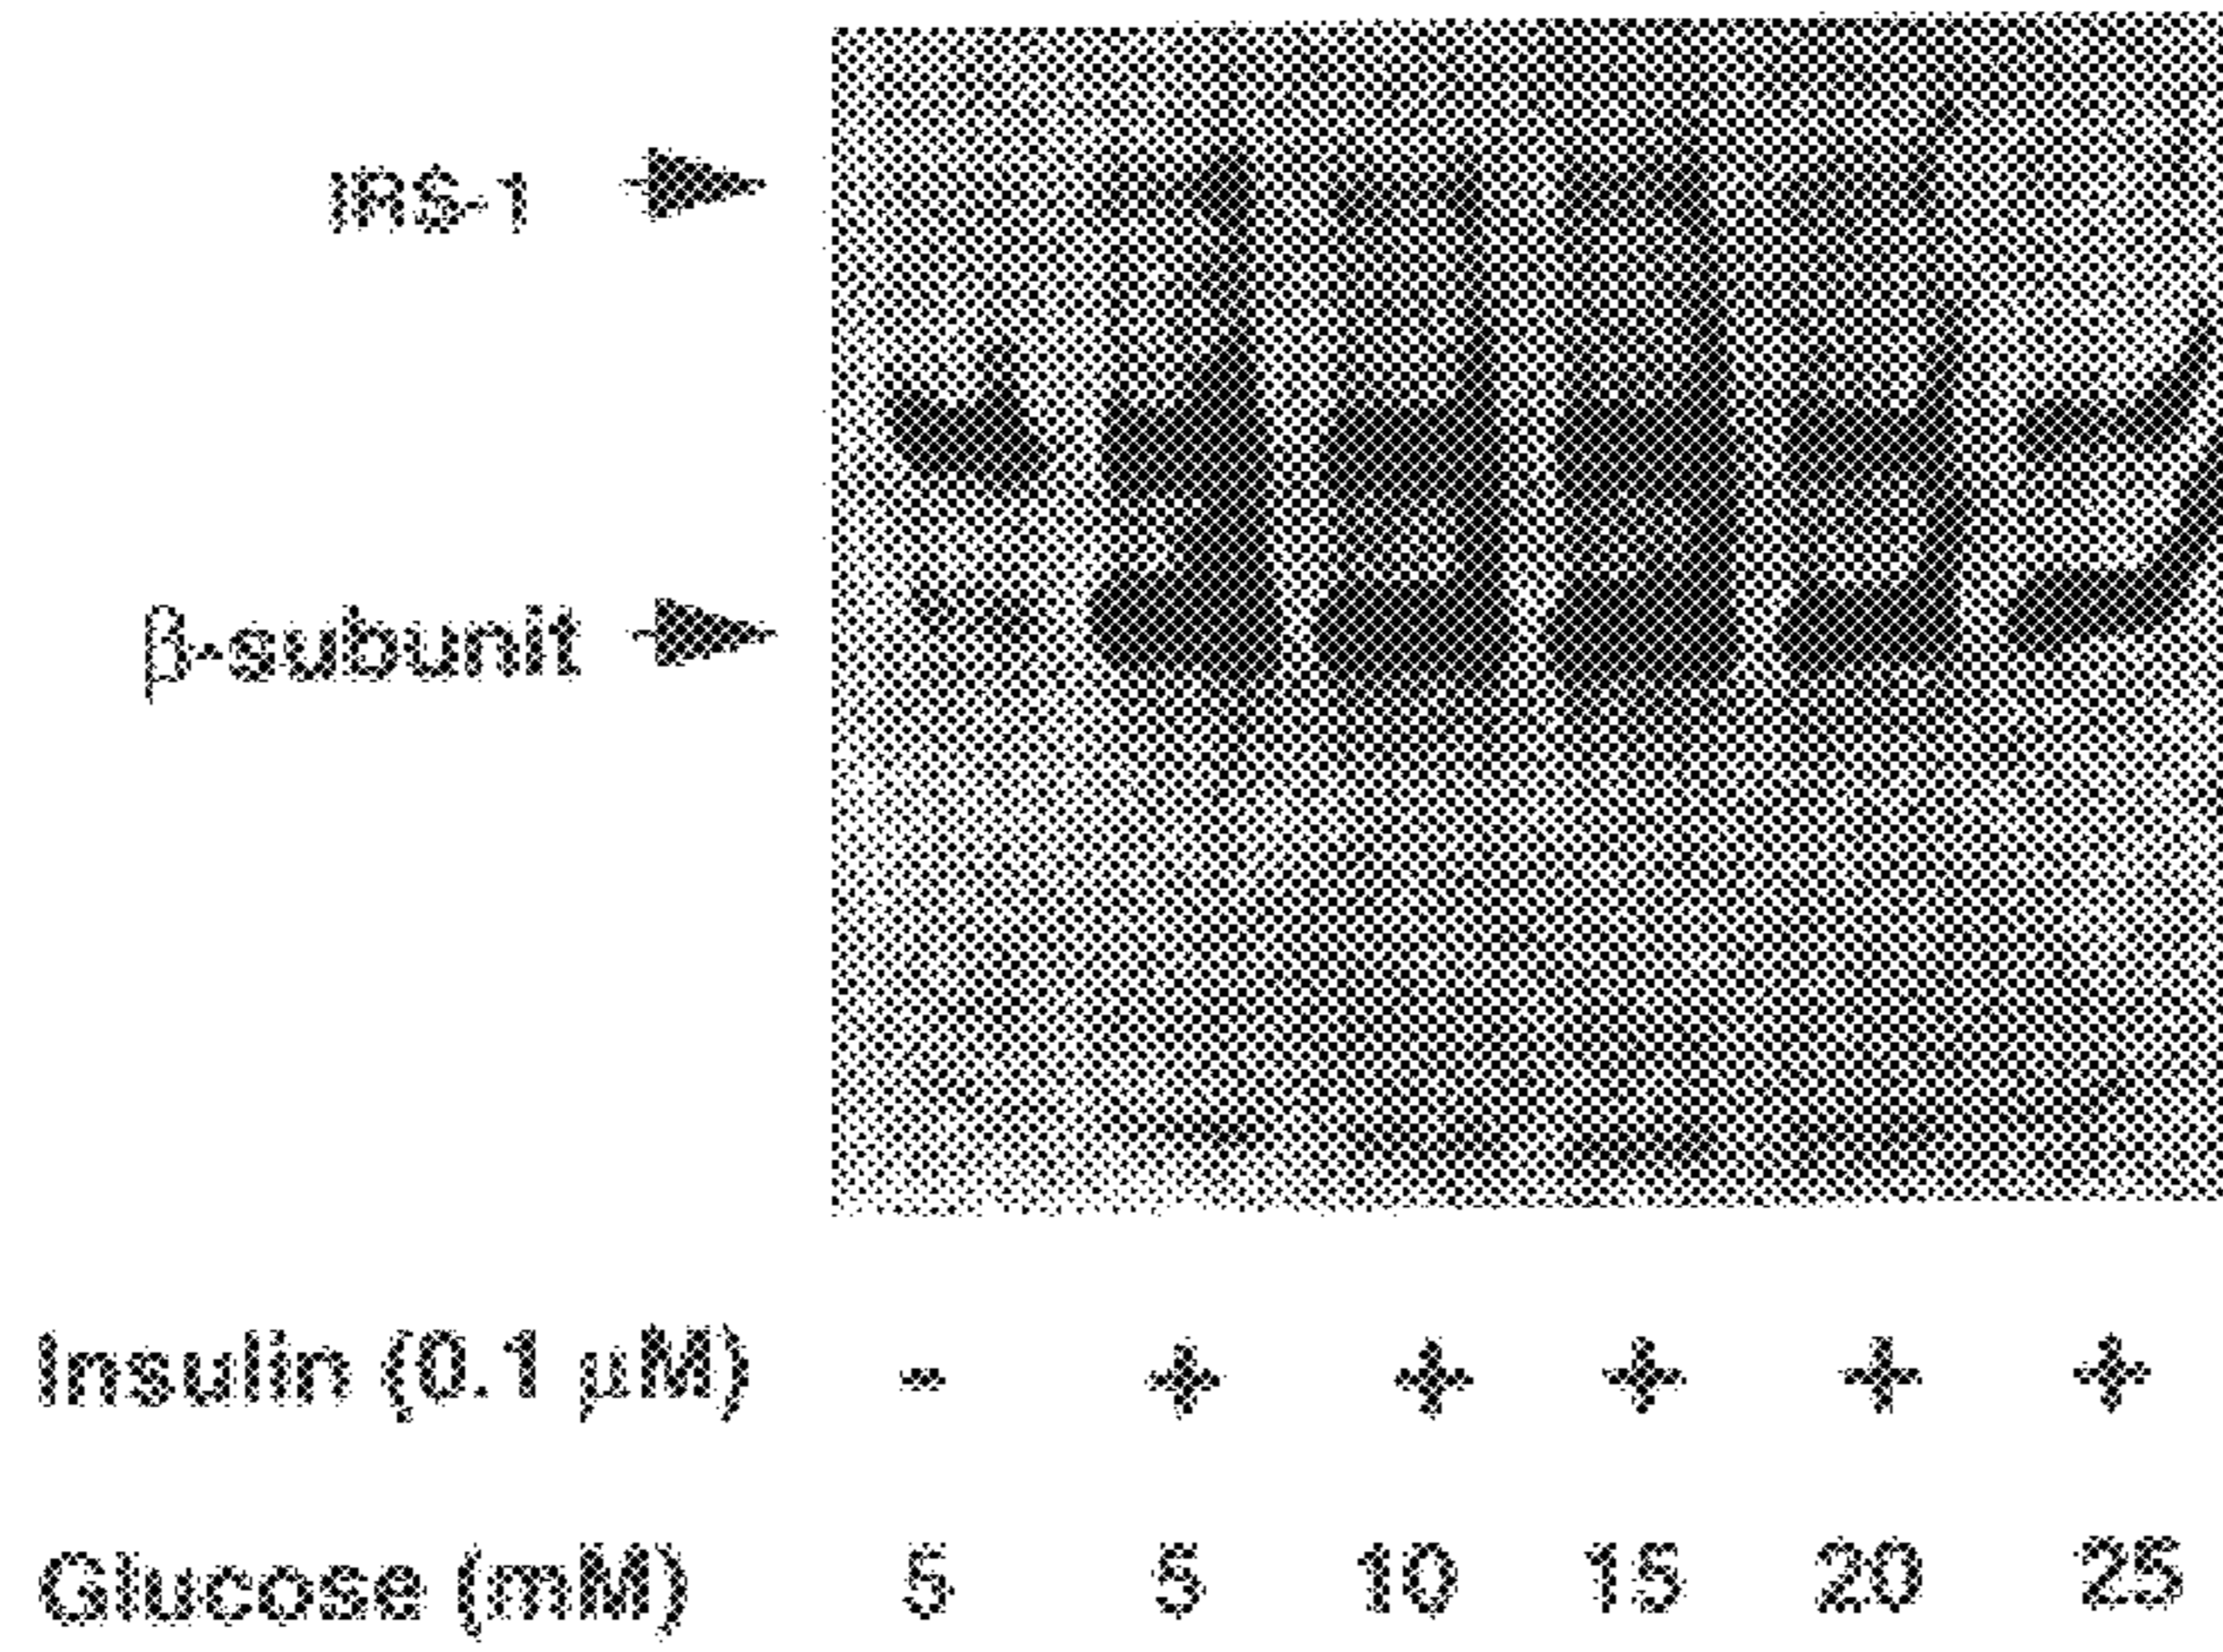 IRS-1
β-subunit
Insulin (0.1 μM) - + + + + +
Glucose (mM) 5 5 10 15 20 25